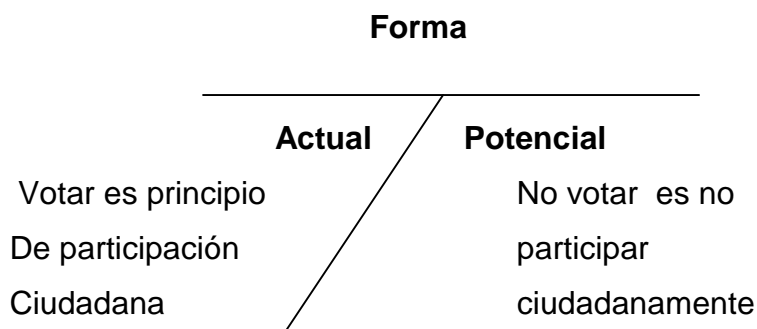 Forma
Actual Potencial
Votar es principio No votar es no
De participación participar
Ciudadana ciudadanamente